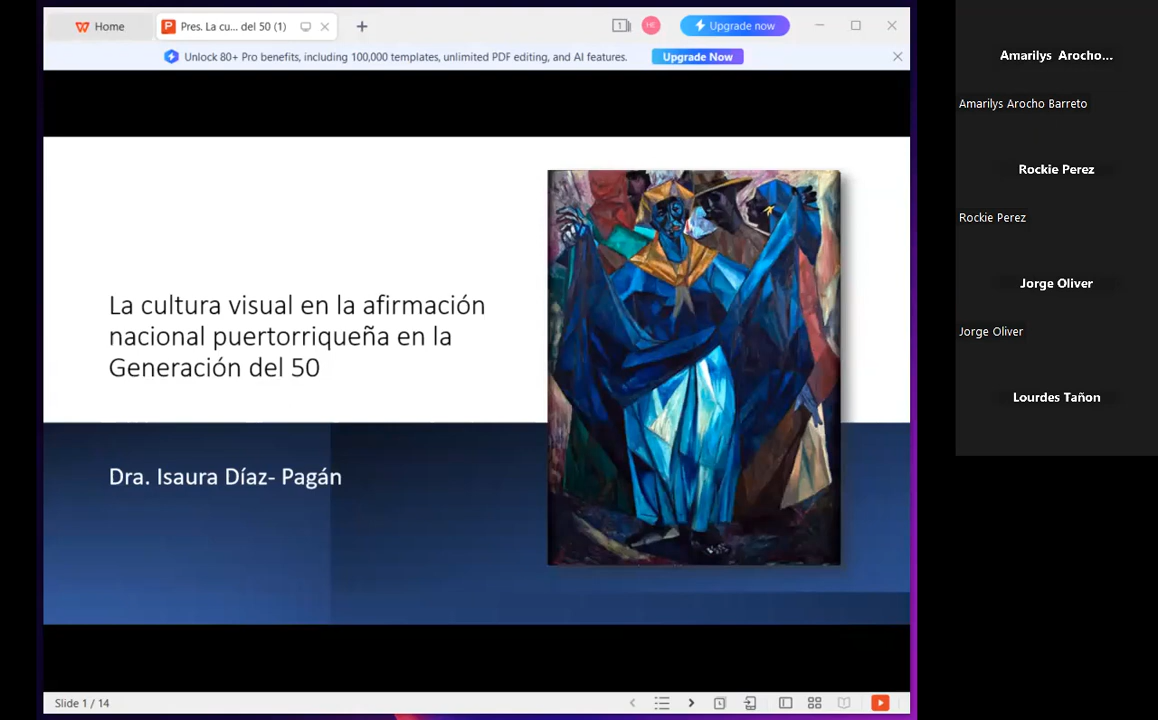 Home
Pres. La cu... del 50 (1)
1
HE
Upgrade now
Unlock 80+ Pro benefits, including 100,000 templates, unlimited PDF editing, and AI features.
Upgrade Now
La cultura visual en la afirmación
nacional puertorriqueña en la
Generación del 50
Dra. Isaura Díaz- Pagán
Slide 1 / 14
Amarilys Arocho...
Amarilys Arocho Barreto
Rockie Perez
Rockie Perez
Jorge Oliver
Jorge Oliver
Lourdes Tañon